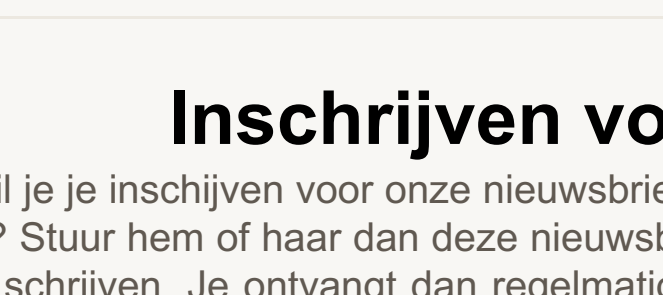 Inschrijven vo
il je je inschijven voor onze nieuwsbrie
? Stuur hem of haar dan deze nieuwsb
schrijven. Je ontvangt dan regelmatig